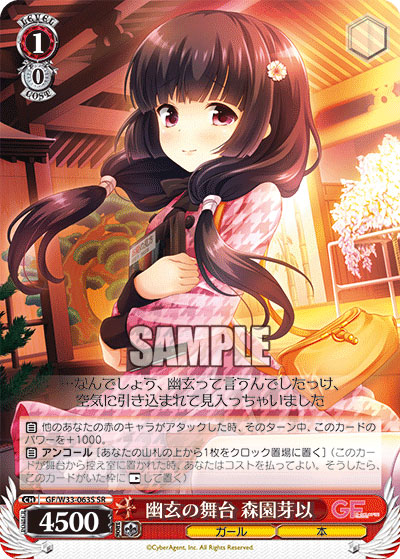 LEVEL
1
0
COST
SAMPLE
…なんでしょう、幽玄って言うんでしたっけ、
空気に引き込まれて見入っちゃいました
自 他のあなたの赤のキャラがアタックした時、そのターン中、このカードの
パワーを+1000。
自 アンコール [あなたの山札の上から1枚をクロック置場に置く] (このカー
ドが舞台から控え室に置かれた時、あなたはコストを払ってよい。そうしたら、
このカードがいた枠に戻して置く)
CH GF/W33-063S SR
4500
幽玄の舞台 森園芽以
GF
ガール
本
©CyberAgent, Inc. All Rights Reserved.